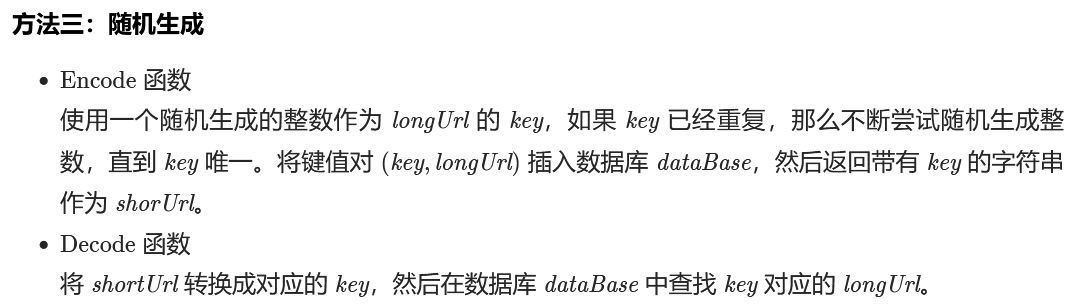 方法三：随机生成
• Encode 函数
使用一个随机生成的整数作为 longUrl 的 key，如果 key 已经重复，那么不断尝试随机生成整
数，直到 key 唯一。将键值对 (key, longUrl) 插入数据库 dataBase，然后返回带有 key 的字符串
作为 shorUrl。
• Decode 函数
将 shortUrl 转换成对应的 key，然后在数据库 dataBase 中查找 key 对应的 longUrl。